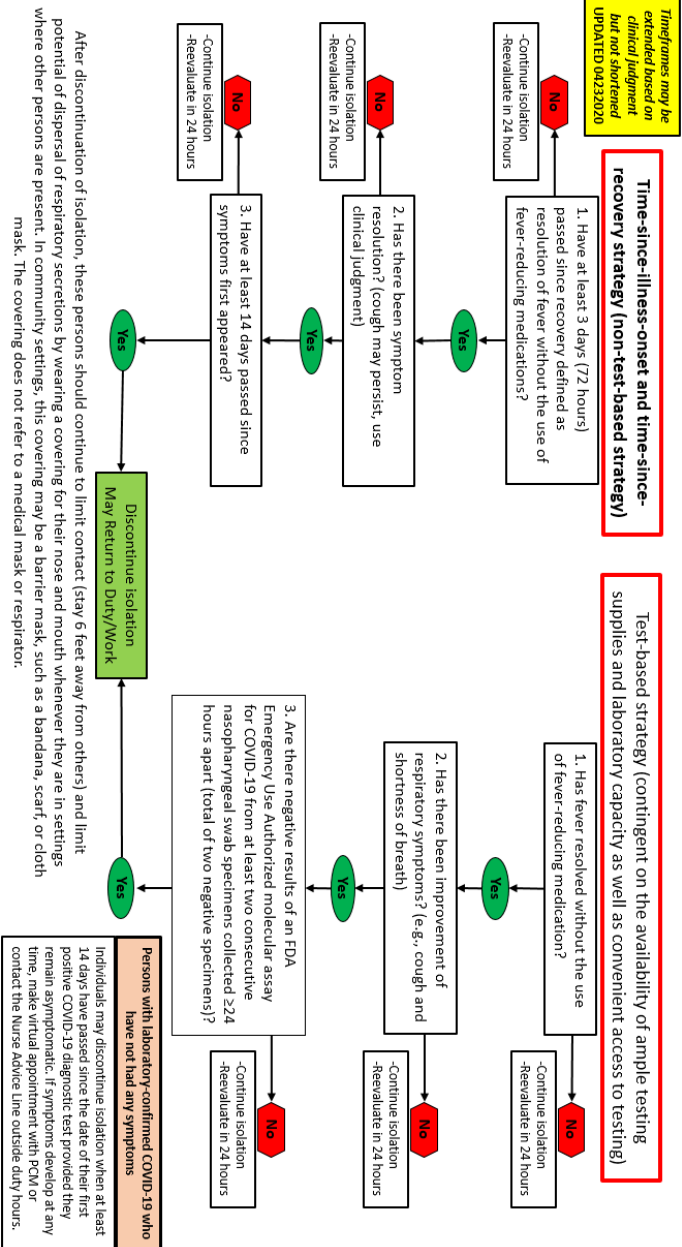 Timeframes may be
extended based on
clinical judgment
but not shortened
UPDATED 04232020
Time-since-illness-onset and time-since-
recovery strategy (non-test-based strategy)
1. Have at least 3 days (72 hours)
passed since recovery defined as
resolution of fever without the use of
fever-reducing medications?
No
-Continue isolation
-Reevaluate in 24 hours
Yes
2. Has there been symptom
resolution? (cough may persist, use
clinical judgment)
No
-Continue isolation
-Reevaluate in 24 hours
Yes
3. Have at least 14 days passed since
symptoms first appeared?
No
-Continue isolation
-Reevaluate in 24 hours
Yes
Test-based strategy (contingent on the availability of ample testing
supplies and laboratory capacity as well as convenient access to testing)
1. Has fever resolved without the use
of fever-reducing medication?
No
-Continue isolation
-Reevaluate in 24 hours
Yes
2. Has there been improvement of
respiratory symptoms? (e.g., cough and
shortness of breath)
No
-Continue isolation
-Reevaluate in 24 hours
Yes
3. Are there negative results of an FDA
Emergency Use Authorized molecular assay
for COVID-19 from at least two consecutive
nasopharyngeal swab specimens collected ≥24
hours apart (total of two negative specimens)?
No
-Continue isolation
-Reevaluate in 24 hours
Yes
Discontinue isolation
May Return to Duty/Work
After discontinuation of isolation, these persons should continue to limit contact (stay 6 feet away from others) and limit
potential of dispersal of respiratory secretions by wearing a covering for their nose and mouth whenever they are in settings
where other persons are present. In community settings, this covering may be a barrier mask, such as a bandana, scarf, or cloth
mask. The covering does not refer to a medical mask or respirator.
Persons with laboratory-confirmed COVID-19 who
have not had any symptoms
Individuals may discontinue isolation when at least
14 days have passed since the date of their first
positive COVID-19 diagnostic test provided they
remain asymptomatic. If symptoms develop at any
time, make virtual appointment with PCM or
contact the Nurse Advice Line outside duty hours.